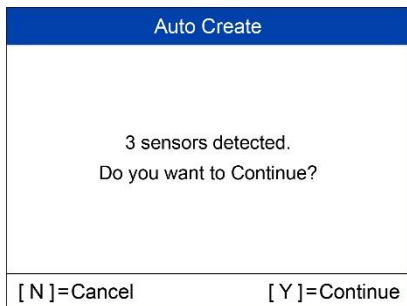 Auto Create
3 sensors detected.
Do you want to Continue?
[ N ]=Cancel [ Y ]=Continue